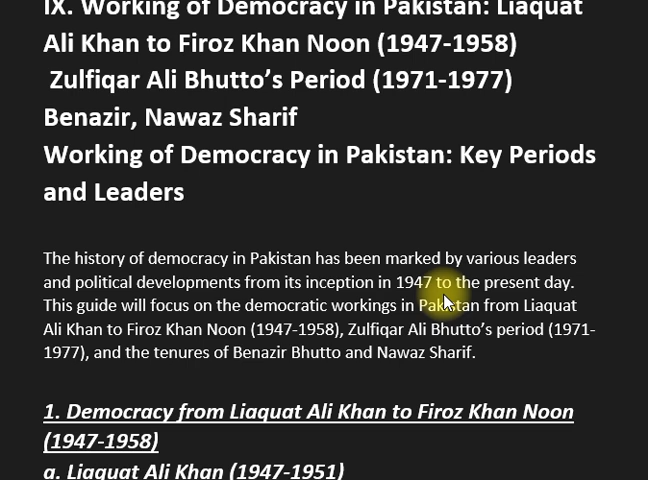 IX. Working of Democracy in Pakistan: Liaquat
Ali Khan to Firoz Khan Noon (1947-1958)
Zulfiqar Ali Bhutto’s Period (1971-1977)
Benazir, Nawaz Sharif
Working of Democracy in Pakistan: Key Periods
and Leaders
The history of democracy in Pakistan has been marked by various leaders
and political developments from its inception in 1947 to the present day.
This guide will focus on the democratic workings in Pakistan from Liaquat
Ali Khan to Firoz Khan Noon (1947-1958), Zulfiqar Ali Bhutto’s period (1971-
1977), and the tenures of Benazir Bhutto and Nawaz Sharif.
1. Democracy from Liaquat Ali Khan to Firoz Khan Noon
(1947-1958)
a. Liaquat Ali Khan (1947-1951)